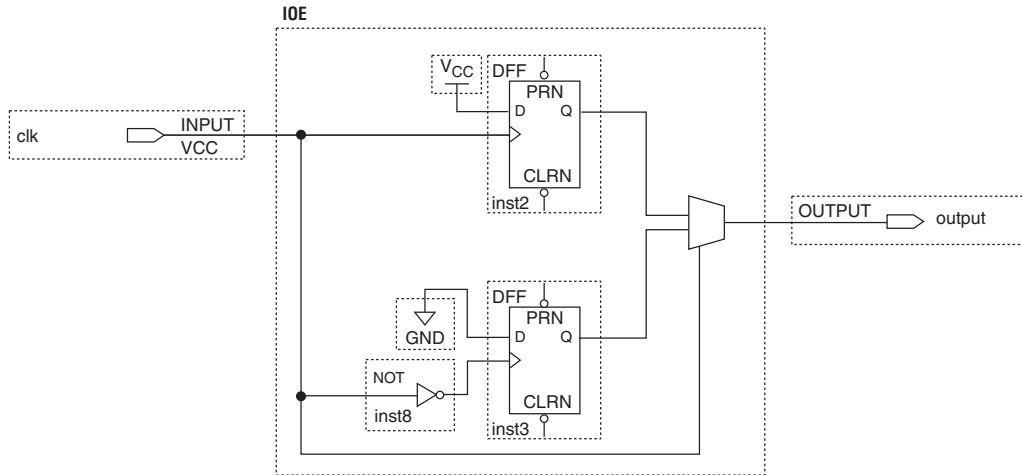 IOE
clk
INPUT
VCC
VCC
DFF
PRN
D Q
CLRN
inst2
OUTPUT
output
GND
NOT
inst8
DFF
PRN
D Q
CLRN
inst3